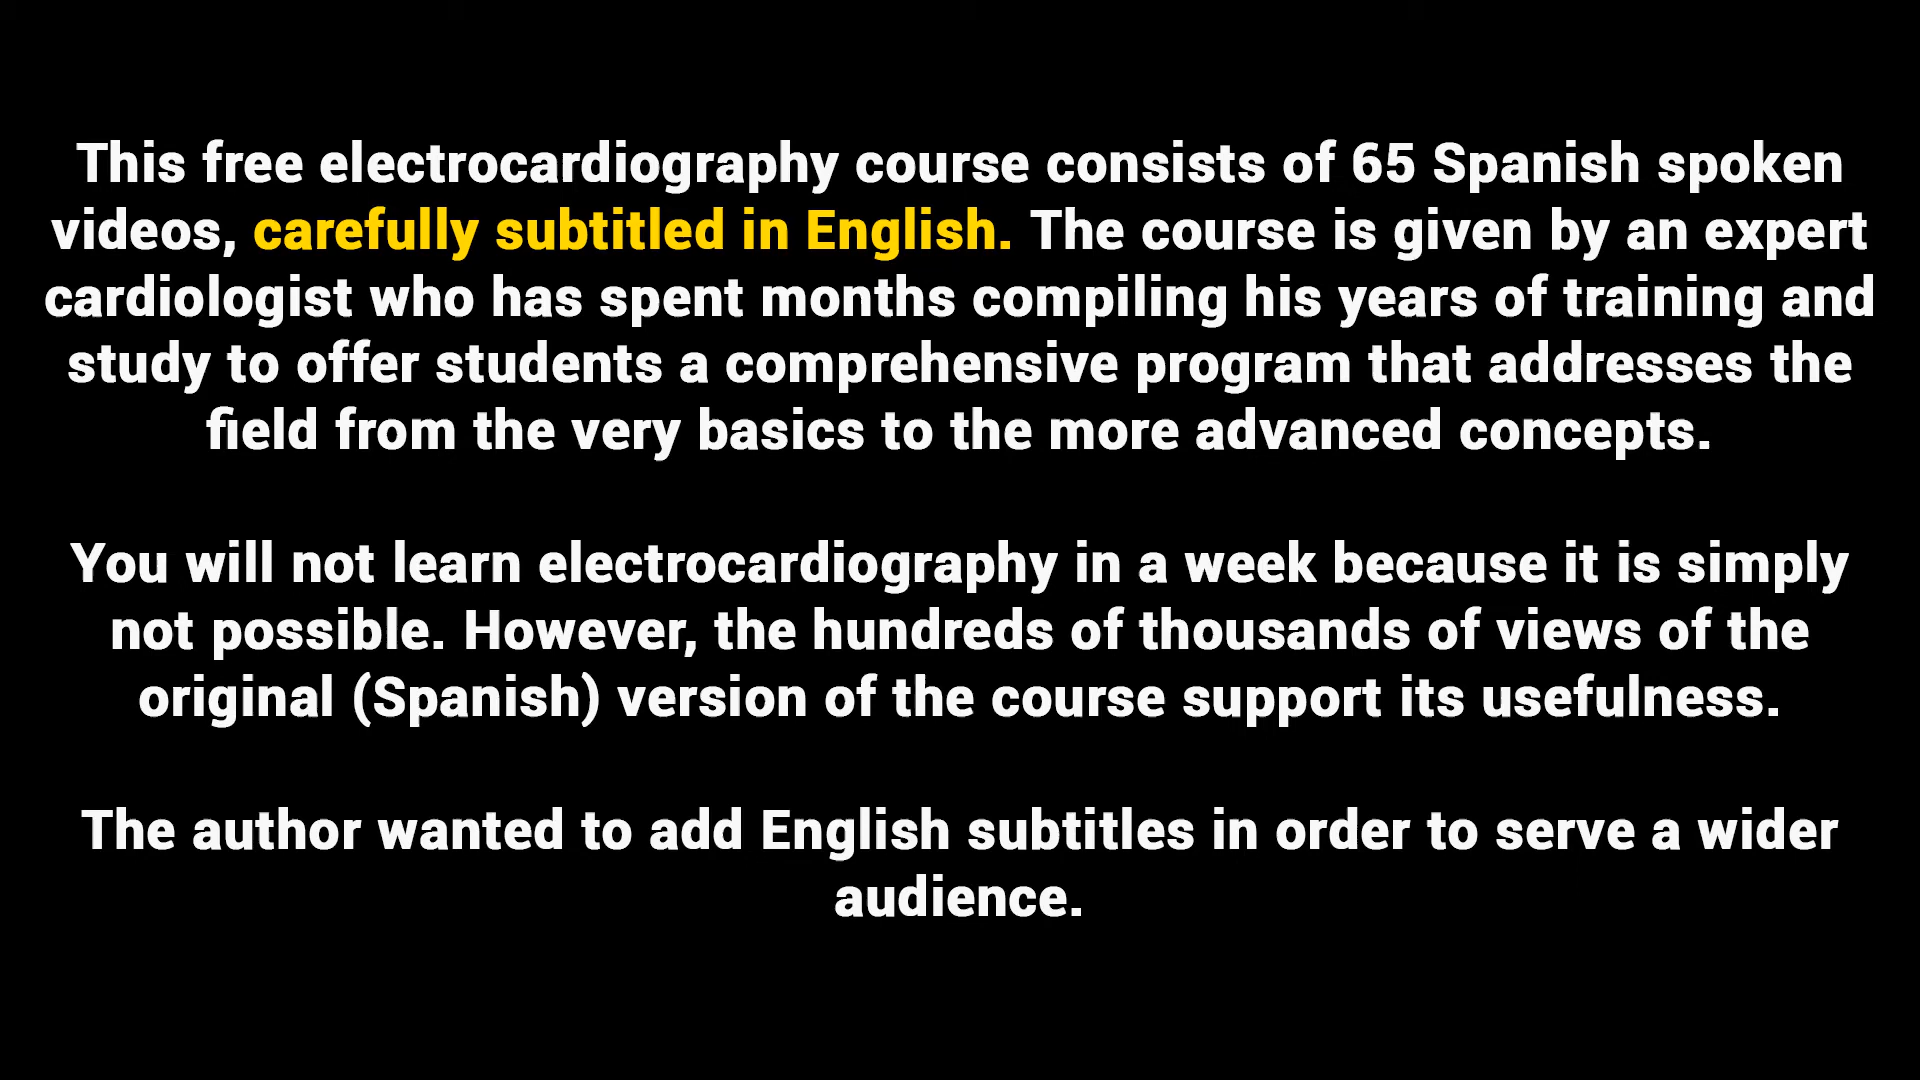 This free electrocardiography course consists of 65 Spanish spoken
videos, carefully subtitled in English. The course is given by an expert
cardiologist who has spent months compiling his years of training and
study to offer students a comprehensive program that addresses the
field from the very basics to the more advanced concepts.
You will not learn electrocardiography in a week because it is simply
not possible. However, the hundreds of thousands of views of the
original (Spanish) version of the course support its usefulness.
The author wanted to add English subtitles in order to serve a wider
audience.